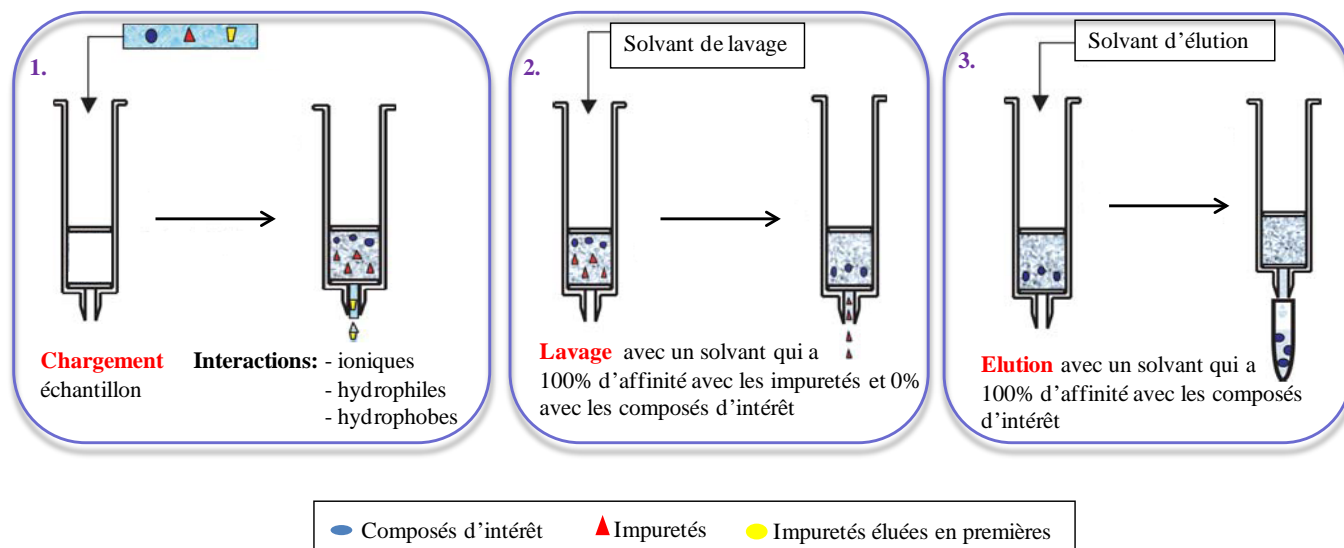 1.
Chargement
échantillon
Interactions: - ioniques
- hydrophiles
- hydrophobes
2.
Solvant de lavage
Lavage avec un solvant qui a
100% d’affinité avec les impuretés et 0%
avec les composés d’intérêt
3.
Solvant d’élution
Elution avec un solvant qui a
100% d’affinité avec les composés
d’intérêt
Composés d’intérêt
Impuretés
Impuretés éluées en premières